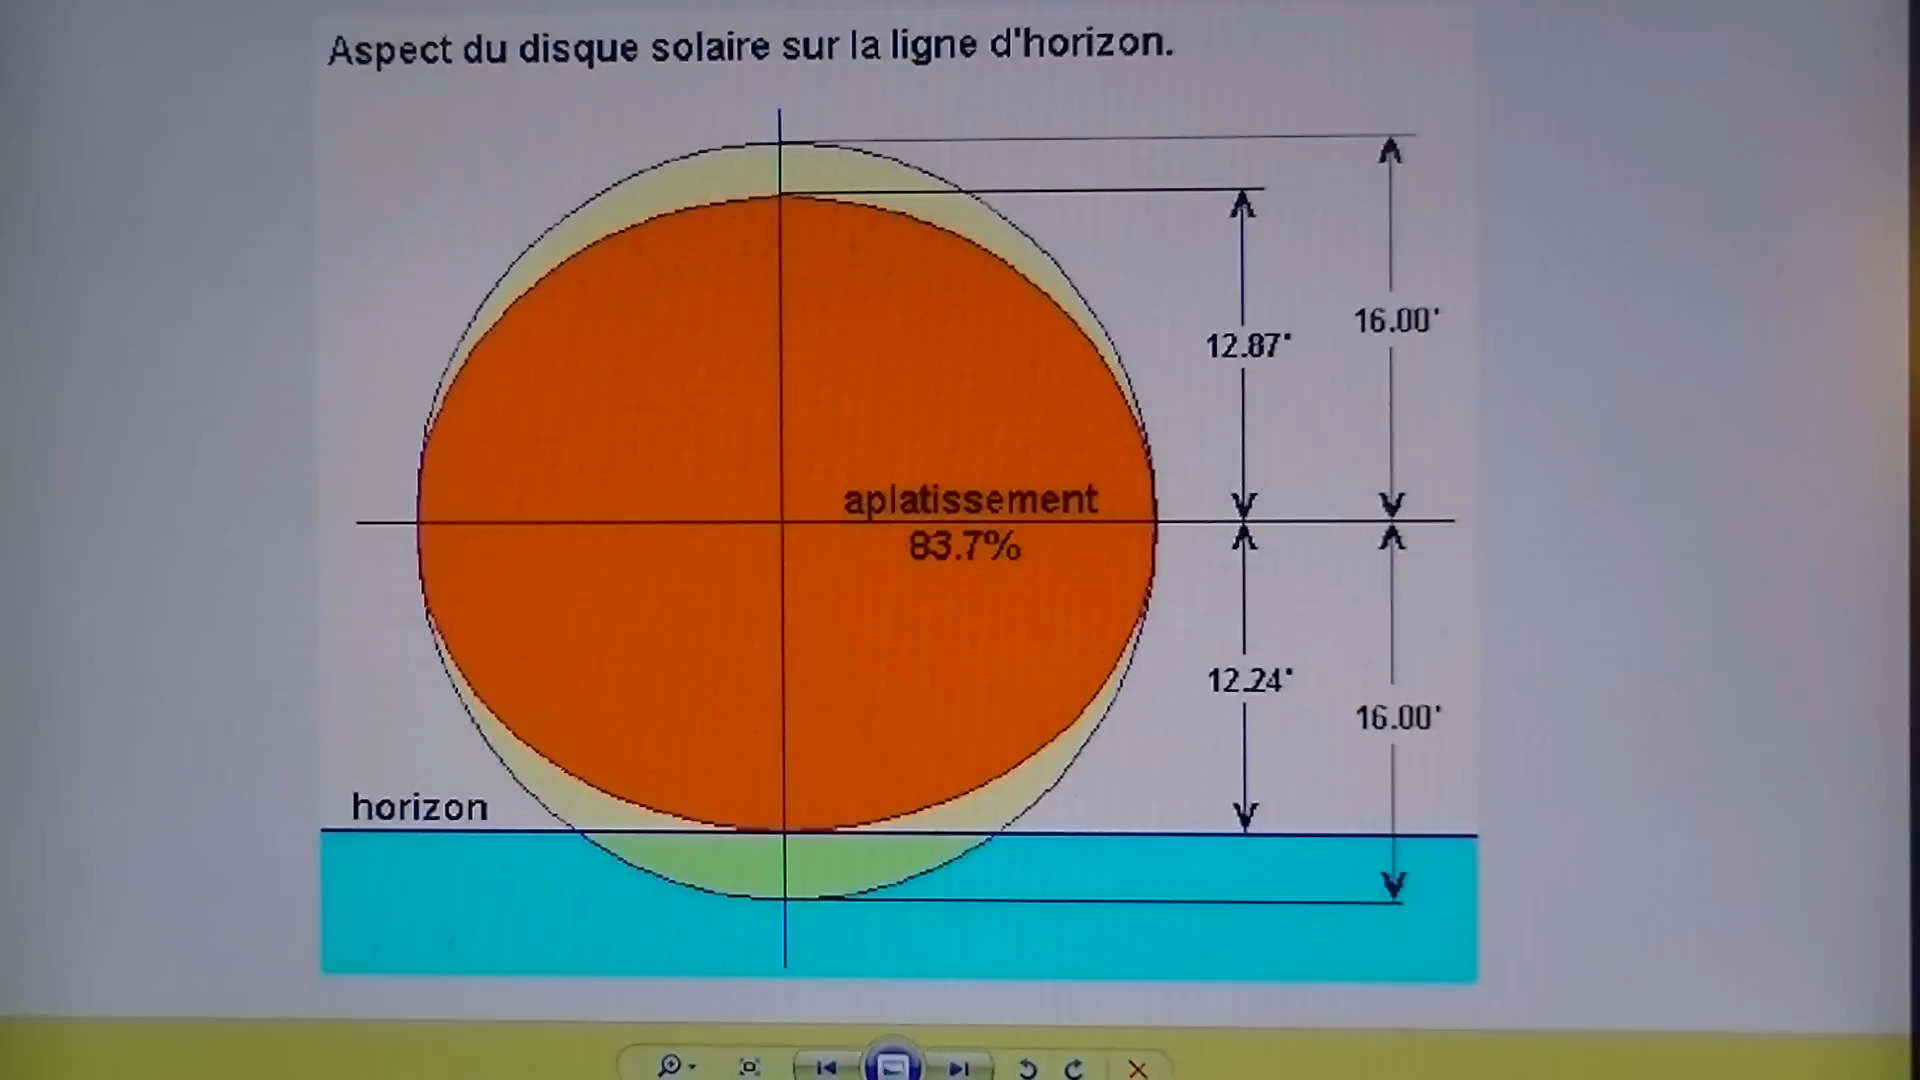 Aspect du disque solaire sur la ligne d'horizon.
16.00'
12.87'
aplatissement
83.7%
12.24'
16.00'
horizon